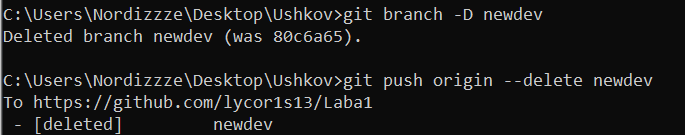 C:\Users\Nordizzze\Desktop\Ushkov>git branch -D newdev
Deleted branch newdev (was 80c6a65).
C:\Users\Nordizzze\Desktop\Ushkov>git push origin --delete newdev
To https://github.com/lycor1s13/Laba1
 - [deleted]         newdev